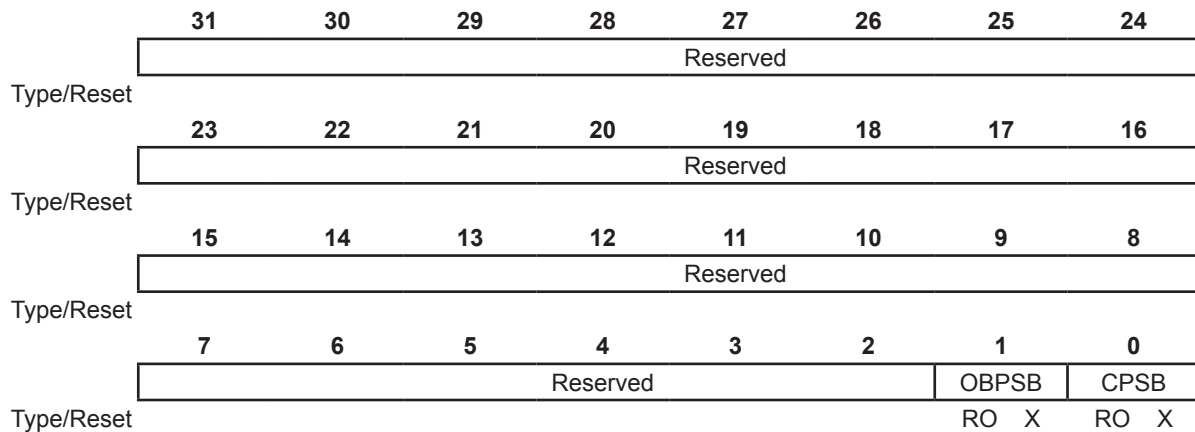 31 30 29 28 27 26 25 24
Reserved
Type/Reset
23 22 21 20 19 18 17 16
Reserved
Type/Reset
15 14 13 12 11 10 9 8
Reserved
Type/Reset
7 6 5 4 3 2 1 0
Reserved OBPSB CPSB
Type/Reset RO X RO X